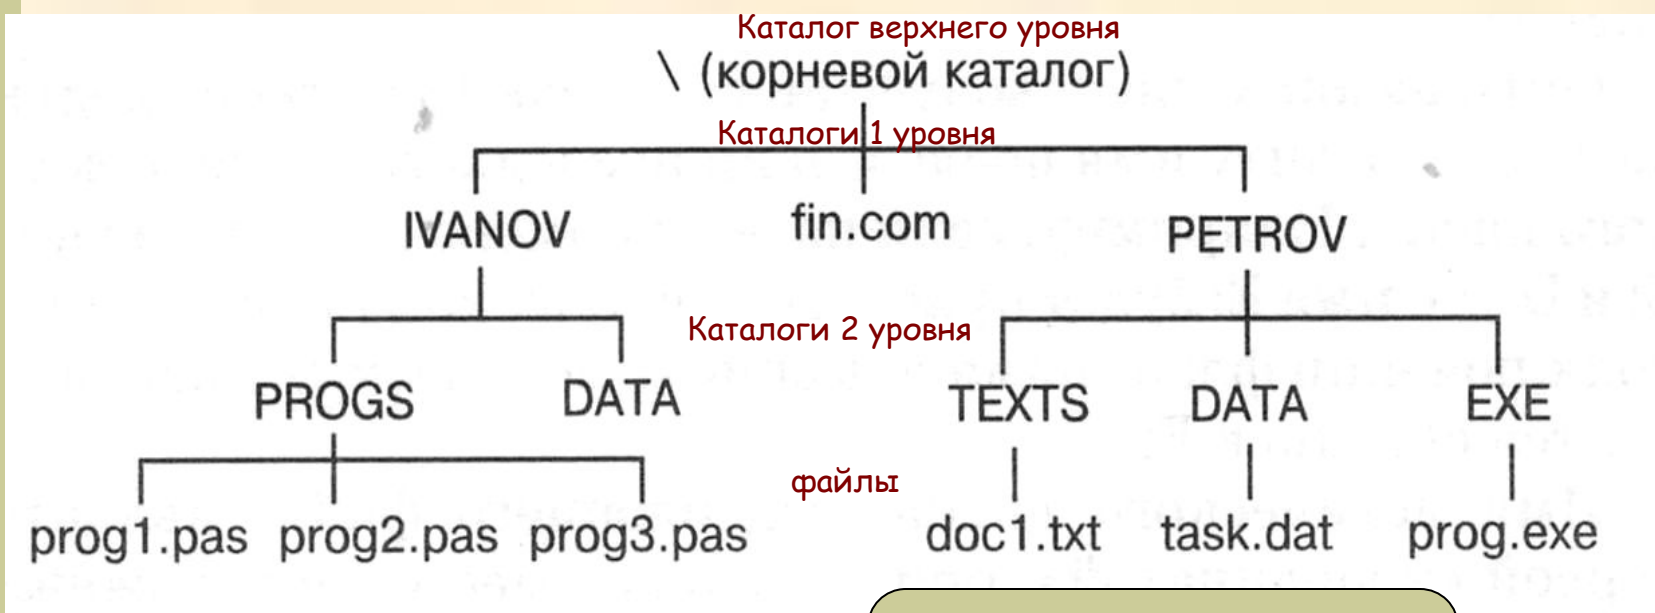 Каталог верхнего уровня
\ (корневой каталог)
Каталоги 1 уровня
IVANOV fin.com PETROV
Каталоги 2 уровня
PROGS DATA TEXTS DATA EXE
файлы
prog1.pas prog2.pas prog3.pas doc1.txt task.dat prog.exe